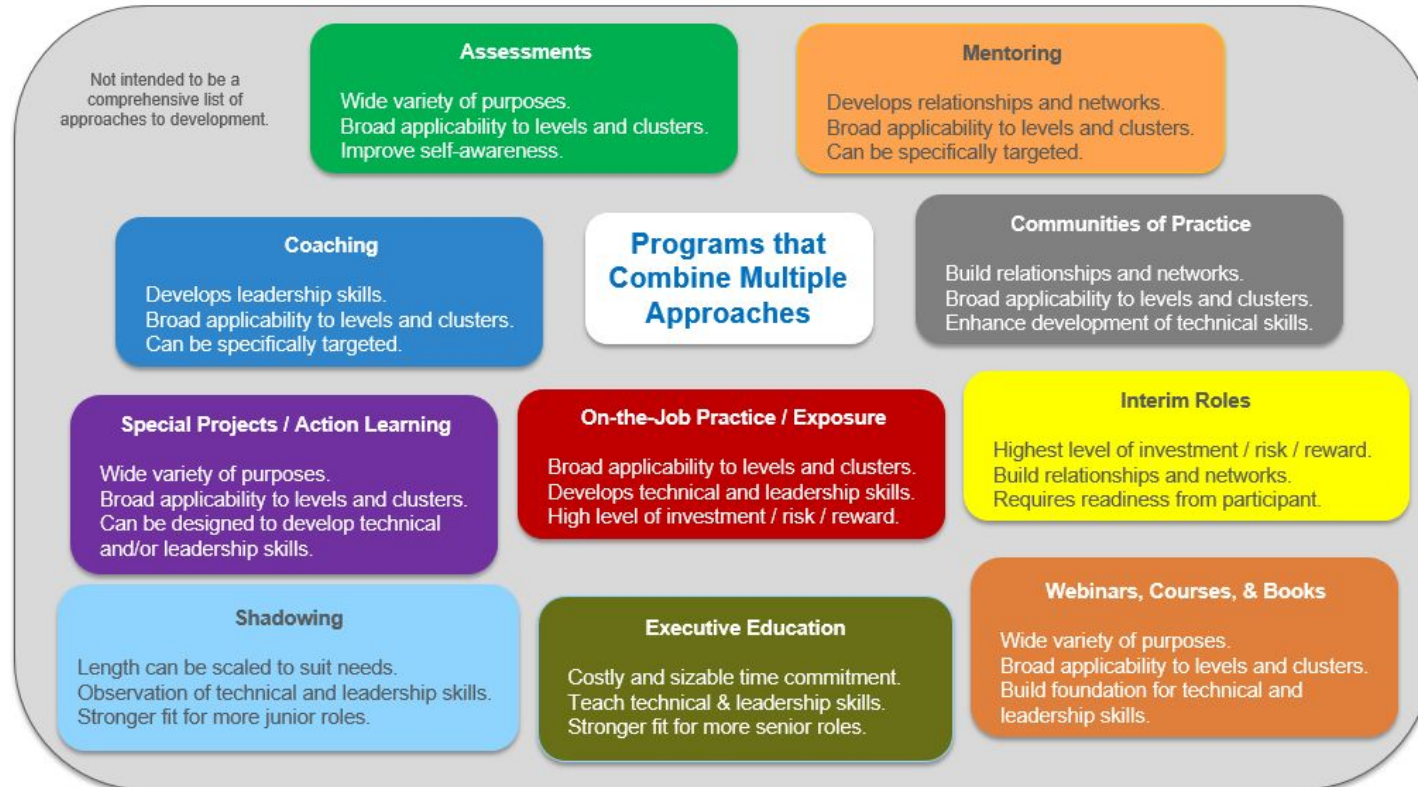 Not intended to be a
comprehensive list of
approaches to development.
Assessments
Wide variety of purposes.
Broad applicability to levels and clusters.
Improve self-awareness.
Mentoring
Develops relationships and networks.
Broad applicability to levels and clusters.
Can be specifically targeted.
Coaching
Develops leadership skills.
Broad applicability to levels and clusters.
Can be specifically targeted.
Programs that
Combine Multiple
Approaches
Communities of Practice
Build relationships and networks.
Broad applicability to levels and clusters.
Enhance development of technical skills.
Special Projects / Action Learning
Wide variety of purposes.
Broad applicability to levels and clusters.
Can be designed to develop technical
and/or leadership skills.
On-the-Job Practice / Exposure
Broad applicability to levels and clusters.
Develops technical and leadership skills.
High level of investment / risk / reward.
Interim Roles
Highest level of investment / risk / reward.
Build relationships and networks.
Requires readiness from participant.
Shadowing
Length can be scaled to suit needs.
Observation of technical and leadership skills.
Stronger fit for more junior roles.
Executive Education
Costly and sizable time commitment.
Teach technical & leadership skills.
Stronger fit for more senior roles.
Webinars, Courses, & Books
Wide variety of purposes.
Broad applicability to levels and clusters.
Build foundation for technical and
leadership skills.